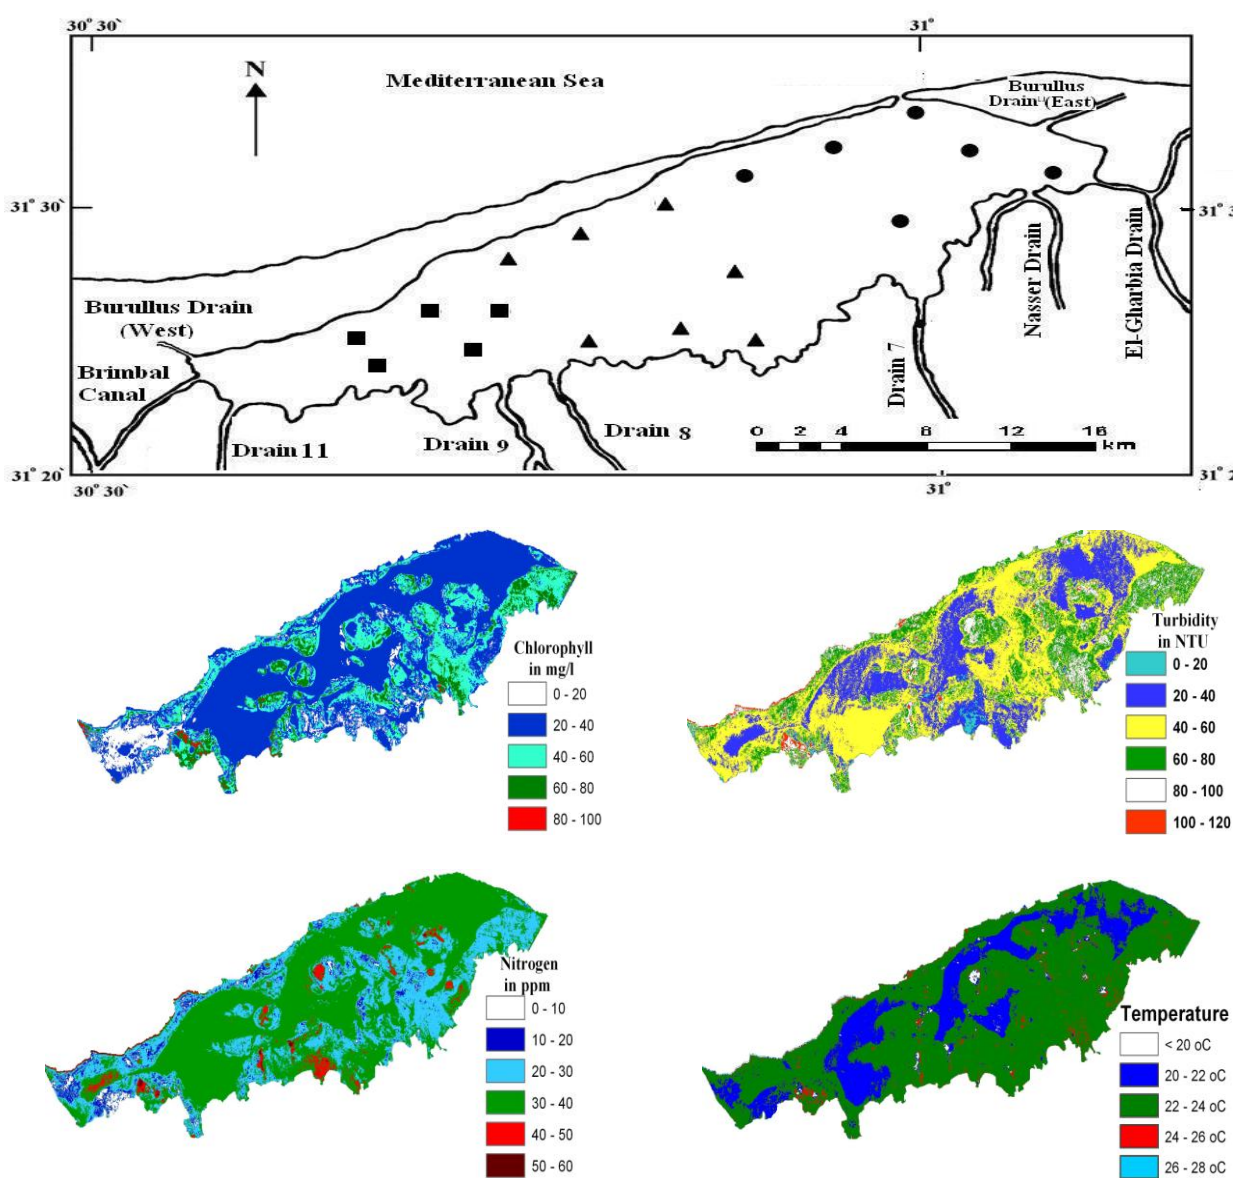 30° 30`
31°
N
Mediterranean Sea
Burullus
Drain (East)
31° 30`
31° 3
Burullus Drain
(West)
Brimbal
Canal
Drain 11
Drain 9
Drain 8
Drain 7
Nasser Drain
El-Gharbia Drain
0 2 4 8 12 16
km
31° 20`
31° 2
30° 30`
31°
Chlorophyll
in mg/l
0 - 20
20 - 40
40 - 60
60 - 80
80 - 100
Turbidity
in NTU
0 - 20
20 - 40
40 - 60
60 - 80
80 - 100
100 - 120
Nitrogen
in ppm
0 - 10
10 - 20
20 - 30
30 - 40
40 - 50
50 - 60
Temperature
< 20 oC
20 - 22 oC
22 - 24 oC
24 - 26 oC
26 - 28 oC